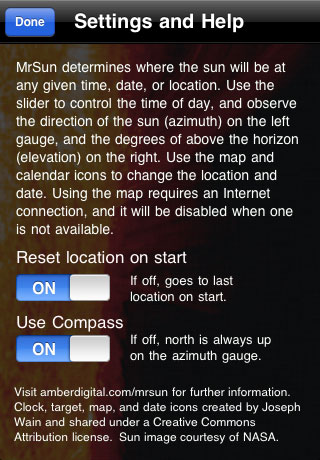 Done
Settings and Help
MrSun determines where the sun will be at
any given time, date, or location. Use the
slider to control the time of day, and observe
the direction of the sun (azimuth) on the left
gauge, and the degrees of above the horizon
(elevation) on the right. Use the map and
calendar icons to change the location and
date. Using the map requires an Internet
connection, and it will be disabled when one
is not available.
Reset location on start
ON
If off, goes to last
location on start.
Use Compass
ON
If off, north is always up
on the azimuth gauge.
Visit amberdigital.com/mrsun for further information.
Clock, target, map, and date icons created by Joseph
Wain and shared under a Creative Commons
Attribution license. Sun image courtesy of NASA.